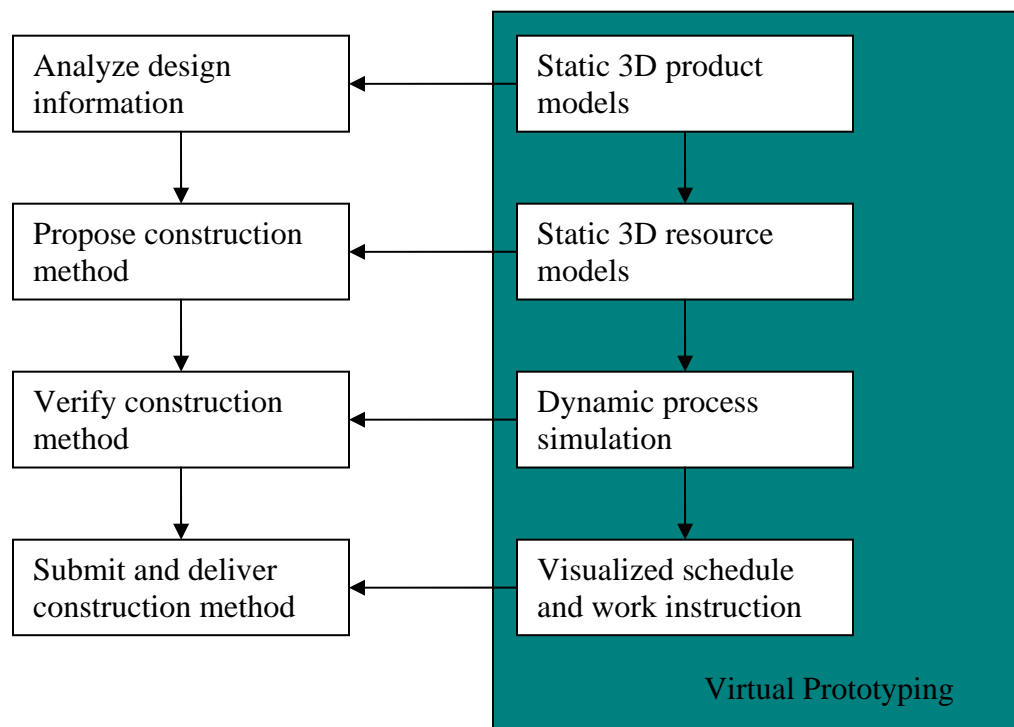 Analyze design
information
Static 3D product
models
Propose construction
method
Static 3D resource
models
Verify construction
method
Dynamic process
simulation
Submit and deliver
construction method
Visualized schedule
and work instruction
Virtual Prototyping